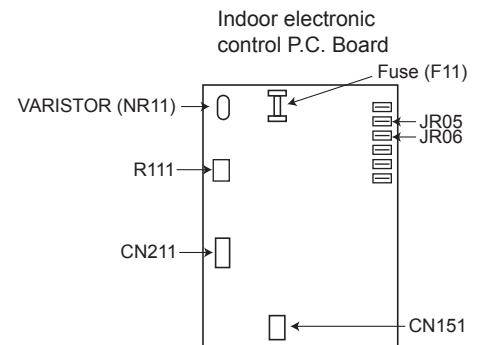 Indoor electronic
control P.C. Board
Fuse (F11)
VARISTOR (NR11)
JR05
JR06
R111
CN211
CN151